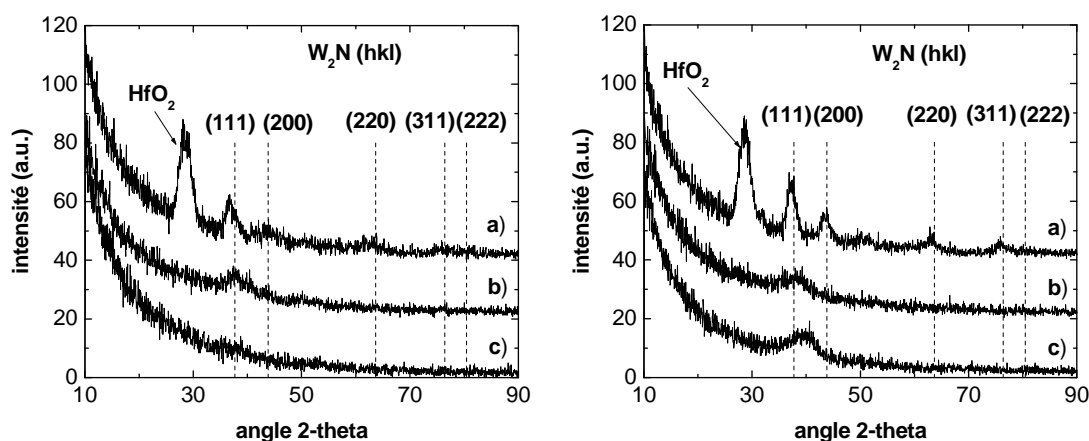 120
100
80
60
40
20
0
intensité (a.u.)
W₂N (hkl)
HfO₂
(111) (200) (220) (311) (222)
a)
b)
c)
10 30 50 70 90
angle 2-theta
120
100
80
60
40
20
0
intensité (a.u.)
W₂N (hkl)
HfO₂
(111) (200) (220) (311) (222)
a)
b)
c)
10 30 50 70 90
angle 2-theta